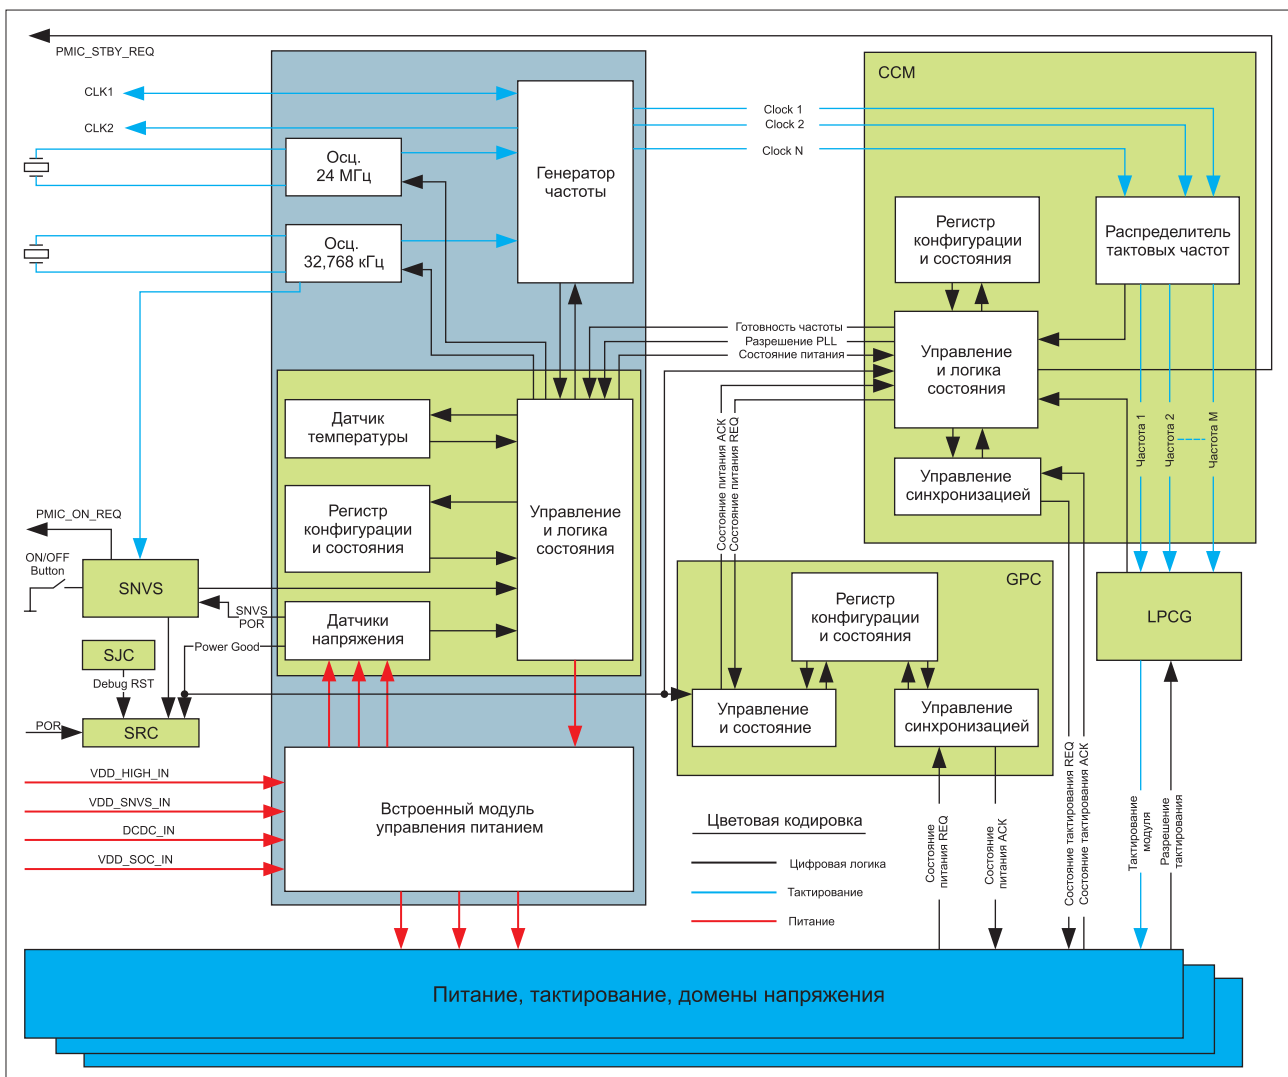 PMIC_STBY_REQ
CLK1
CLK2
Осц.
24 МГц
Осц.
32,768 кГц
Генератор
частоты
Clock 1
Clock 2
Clock N
CCM
Регистр
конфигурации
и состояния
Распределитель
тактовых частот
Готовность частоты
Разрешение PLL
Состояние питания
Управление
и логика
состояния
Управление
синхронизацией
Частота 1
Частота 2
Частота M
Состояние питания ACK
Состояние питания REQ
Датчик
температуры
Регистр
конфигурации
и состояния
Датчики
напряжения
Управление
и логика
состояния
PMIC_ON_REQ
ON/OFF
Button
SNVS
SNVS
POR
Power Good
SJC
Debug RST
POR
SRC
GPC
Регистр
конфигурации
и состояния
Управление
и состояние
Управление
синхронизацией
LPCG
VDD_HIGH_IN
VDD_SNVS_IN
DCDC_IN
VDD_SOC_IN
Встроенный модуль
управления питанием
Цветовая кодировка
Цифровая логика
Тактирование
Питание
Состояние
питания REQ
Состояние
питания ACK
Состояние тактирования REQ
Состояние тактирования ACK
Тактирование
модуля
Разрешение
тактирования
Питание, тактирование, домены напряжения